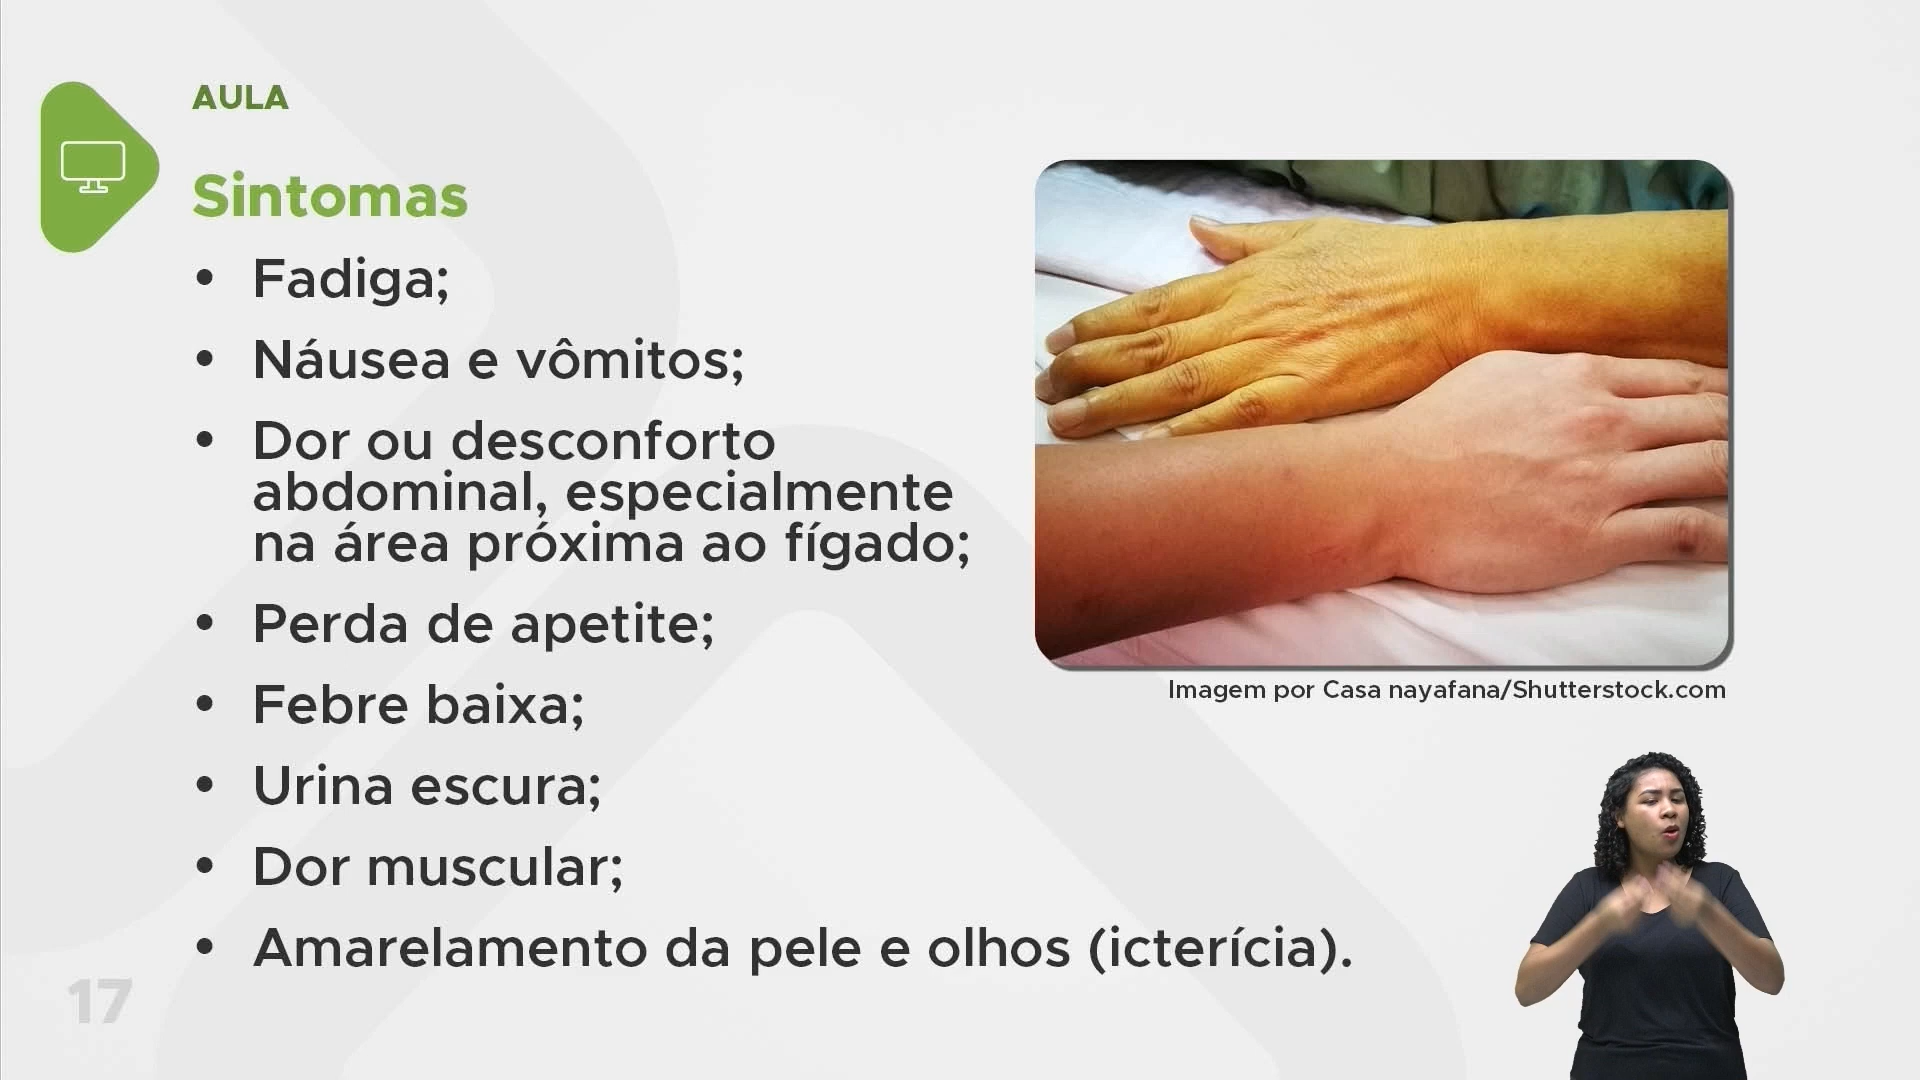 AULA
Sintomas
• Fadiga;
• Náusea e vômitos;
• Dor ou desconforto
abdominal, especialmente
na área próxima ao fígado;
• Perda de apetite;
• Febre baixa;
• Urina escura;
• Dor muscular;
• Amarelamento da pele e olhos (icterícia).
Imagem por Casa nayafana/Shutterstock.com
17